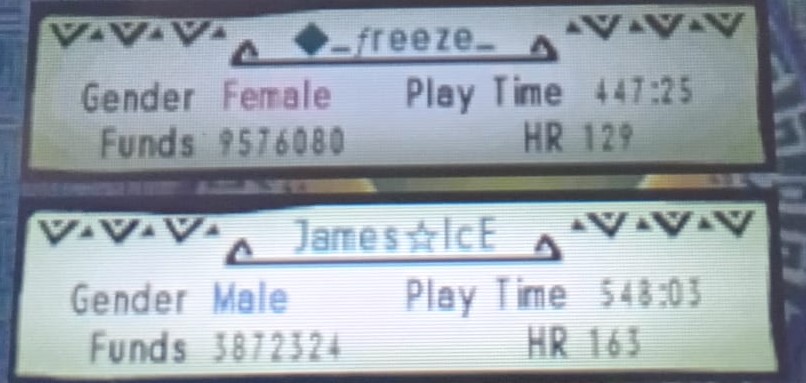 ◆_ƒreeze_
Gender Female Play Time 447:25
Funds 9576080 HR 129
James☆IcE
Gender Male Play Time 548:03
Funds 3872324 HR 163